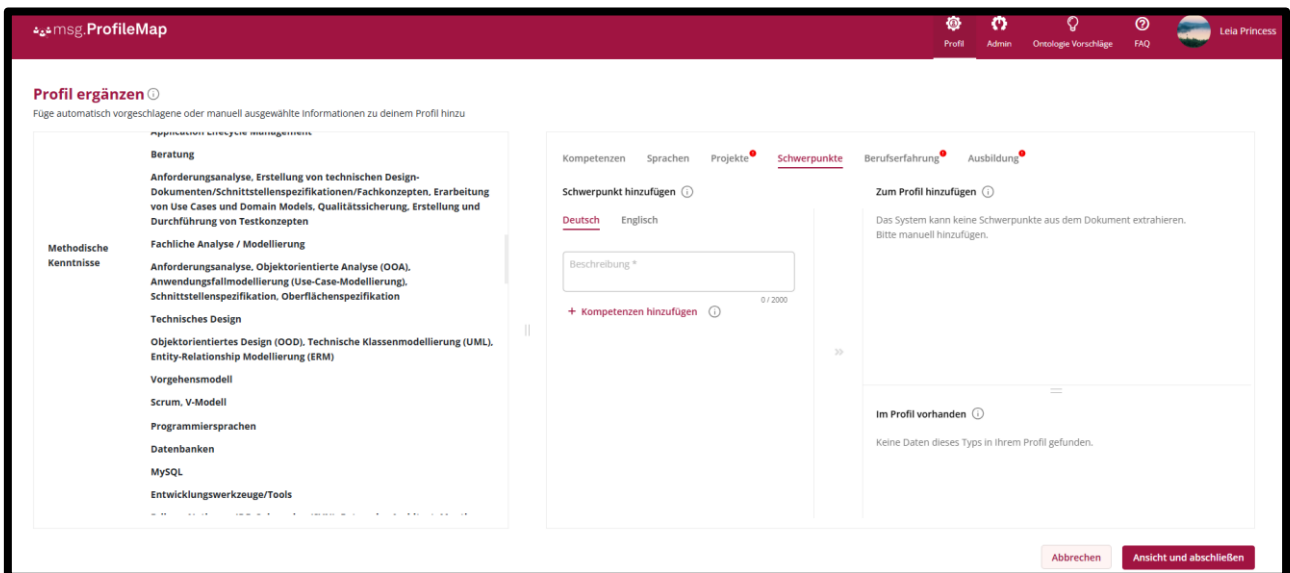 msg.ProfileMap
Profil
Admin
Ontologie Vorschläge
FAQ
Leia Princess
Profil ergänzen
Füge automatisch vorgeschlagene oder manuell ausgewählte Informationen zu deinem Profil hinzu
Application Lifecycle Management
Beratung
Anforderungsanalyse, Erstellung von technischen Design-
Dokumenten/Schnittstellenspezifikationen/Fachkonzepten, Erarbeitung
von Use Cases und Domain Models, Qualitätssicherung, Erstellung und
Durchführung von Testkonzepten
Methodische
Kenntnisse
Fachliche Analyse / Modellierung
Anforderungsanalyse, Objektorientierte Analyse (OOA),
Anwendungsfallmodellierung (Use-Case-Modellierung),
Schnittstellenspezifikation, Oberflächenspezifikation
Technisches Design
Objektorientiertes Design (OOD), Technische Klassenmodellierung (UML),
Entity-Relationship Modellierung (ERM)
Vorgehensmodell
Scrum, V-Modell
Programmiersprachen
Datenbanken
MySQL
Entwicklungswerkzeuge/Tools
Kompetenzen
Sprachen
Projekte
Schwerpunkte
Berufserfahrung
Ausbildung
Schwerpunkt hinzufügen
Deutsch
Englisch
Beschreibung *
0 / 2000
+ Kompetenzen hinzufügen
Zum Profil hinzufügen
Das System kann keine Schwerpunkte aus dem Dokument extrahieren.
Bitte manuell hinzufügen.
Im Profil vorhanden
Keine Daten dieses Typs in Ihrem Profil gefunden.
Abbrechen
Ansicht und abschließen